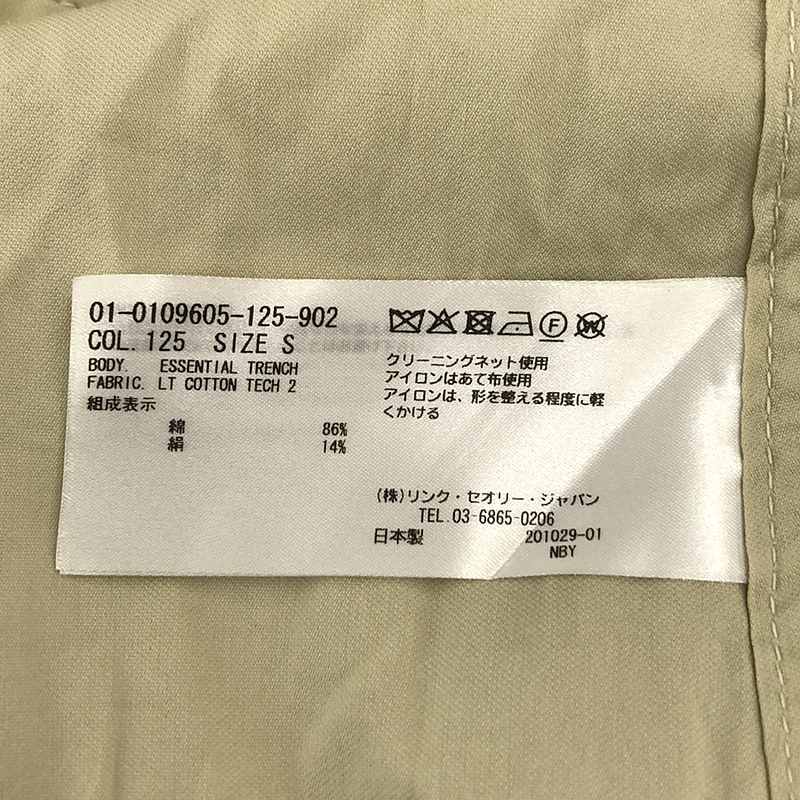 01-0109605-125-902
COL. 125 SIZE S
BODY. ESSENTIAL TRENCH
FABRIC. LT COTTON TECH 2
組成表示
綿 86%
絹 14%
クリーニングネット使用
アイロンはあて布使用
アイロンは、形を整える程度に軽
くかける
(株)リンク・セオリー・ジャパン
TEL.03-6865-0206
日本製 201029-01
NBY